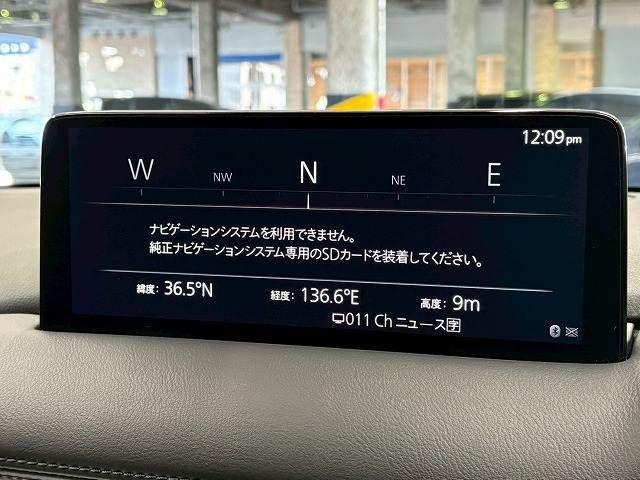 12:09pm
W NW N NE E
ナビゲーションシステムを利用できません。
純正ナビゲーションシステム専用のSDカードを装着してください。
緯度: 36.5°N 経度: 136.6°E 高度: 9m
011 Ch ニュース字